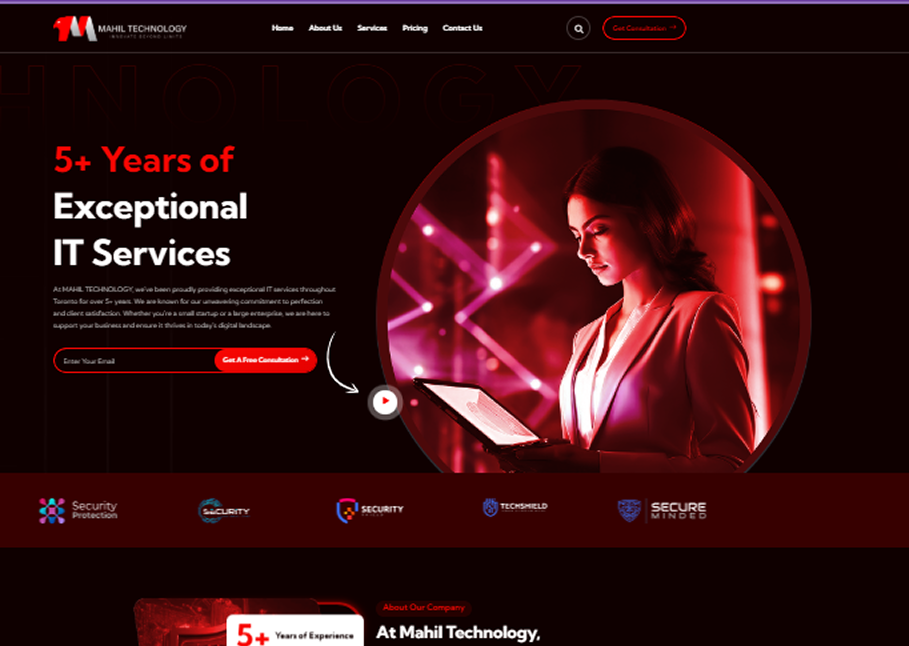 MAHIL TECHNOLOGY
INNOVATE BEYOND LIMITS
Home About Us Services Pricing Contact Us
Get Consultation →
HNOLOGY
5+ Years of
Exceptional
IT Services
At MAHIL TECHNOLOGY, we've been proudly providing exceptional IT services throughout
Toronto for over 5+ years. We are known for our unwavering commitment to perfection
and client satisfaction. Whether you're a small startup or a large enterprise, we are here to
support your business and ensure it thrives in today's digital landscape.
Enter Your Email
Get A Free Consultation →
Security
Protection
SECURITY
SECURITY
TECHSHIELD
SECURE
MINDED
About Our Company
5+ Years of Experience
At Mahil Technology,